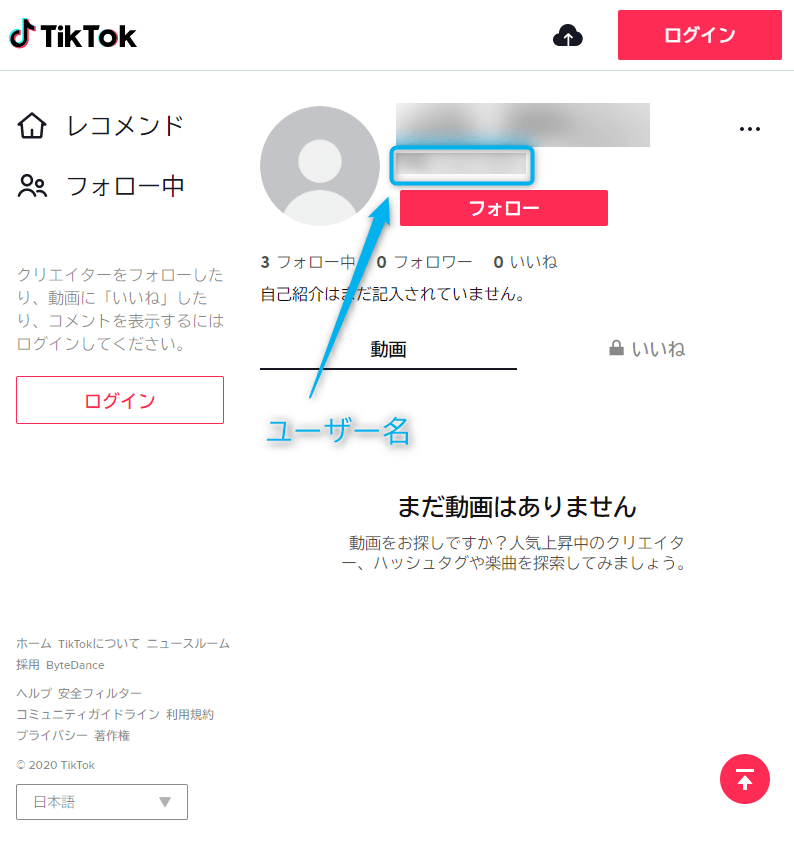 TikTok
ログイン
レコメンド
フォロー中
フォロー
3 フォロー中 0 フォロワー 0 いいね
自己紹介はまだ記入されていません。
クリエイターをフォローした
り、動画に「いいね」した
り、コメントを表示するには
ログインしてください。
ログイン
動画
いいね
ユーザー名
まだ動画はありません
動画をお探しですか？人気上昇中のクリエイタ
ー、ハッシュタグや楽曲を探索してみましょう。
ホーム TikTokについて ニュースルーム
採用 ByteDance
ヘルプ 安全フィルター
コミュニティガイドライン 利用規約
プライバシー 著作権
© 2020 TikTok
日本語